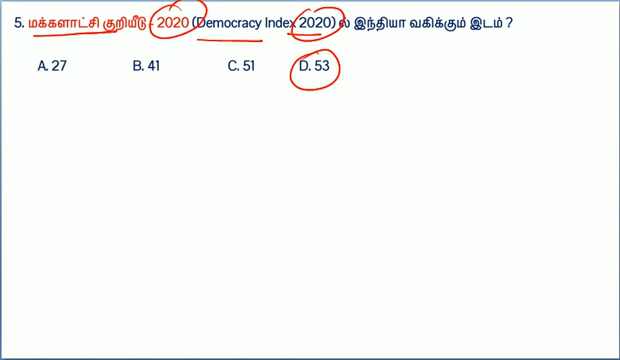 5. மக்களாட்சி குறியீடு - 2020 (Democracy Index 2020) ல் இந்தியா வகிக்கும் இடம் ?
A. 27 B. 41 C. 51 D. 53